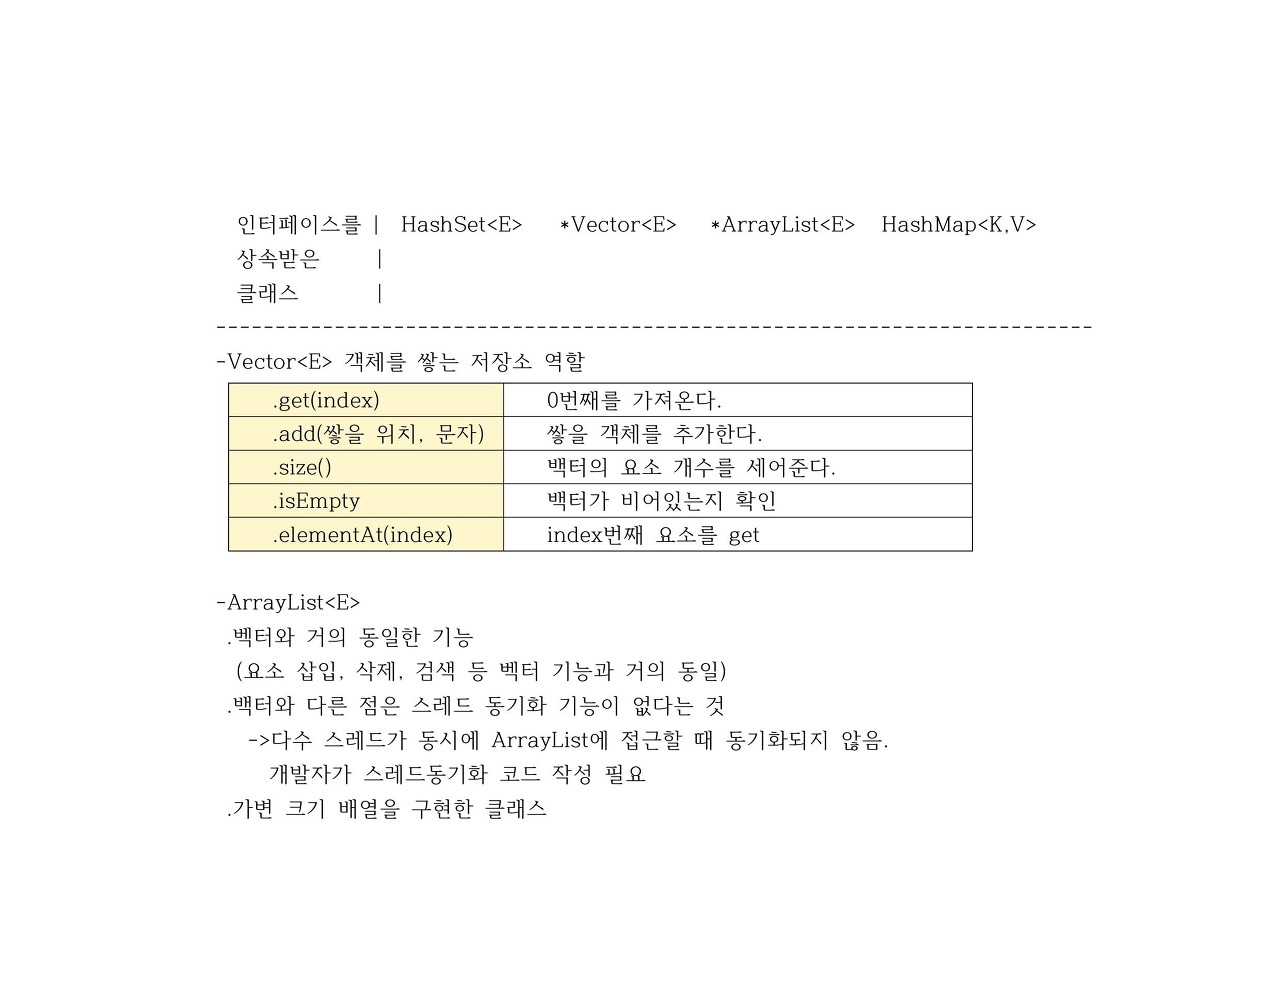 인터페이스를 | HashSet<E> *Vector<E> *ArrayList<E> HashMap<K,V>
상속받은 |
클래스 |
---------------------------------------------------------------------------
-Vector<E> 객체를 쌓는 저장소 역할
.get(index) 0번째를 가져온다.
.add(쌓을 위치, 문자) 쌓을 객체를 추가한다.
.size() 백터의 요소 개수를 세어준다.
.isEmpty 백터가 비어있는지 확인
.elementAt(index) index번째 요소를 get
-ArrayList<E>
.벡터와 거의 동일한 기능
(요소 삽입, 삭제, 검색 등 벡터 기능과 거의 동일)
.백터와 다른 점은 스레드 동기화 기능이 없다는 것
->다수 스레드가 동시에 ArrayList에 접근할 때 동기화되지 않음.
개발자가 스레드동기화 코드 작성 필요
.가변 크기 배열을 구현한 클래스